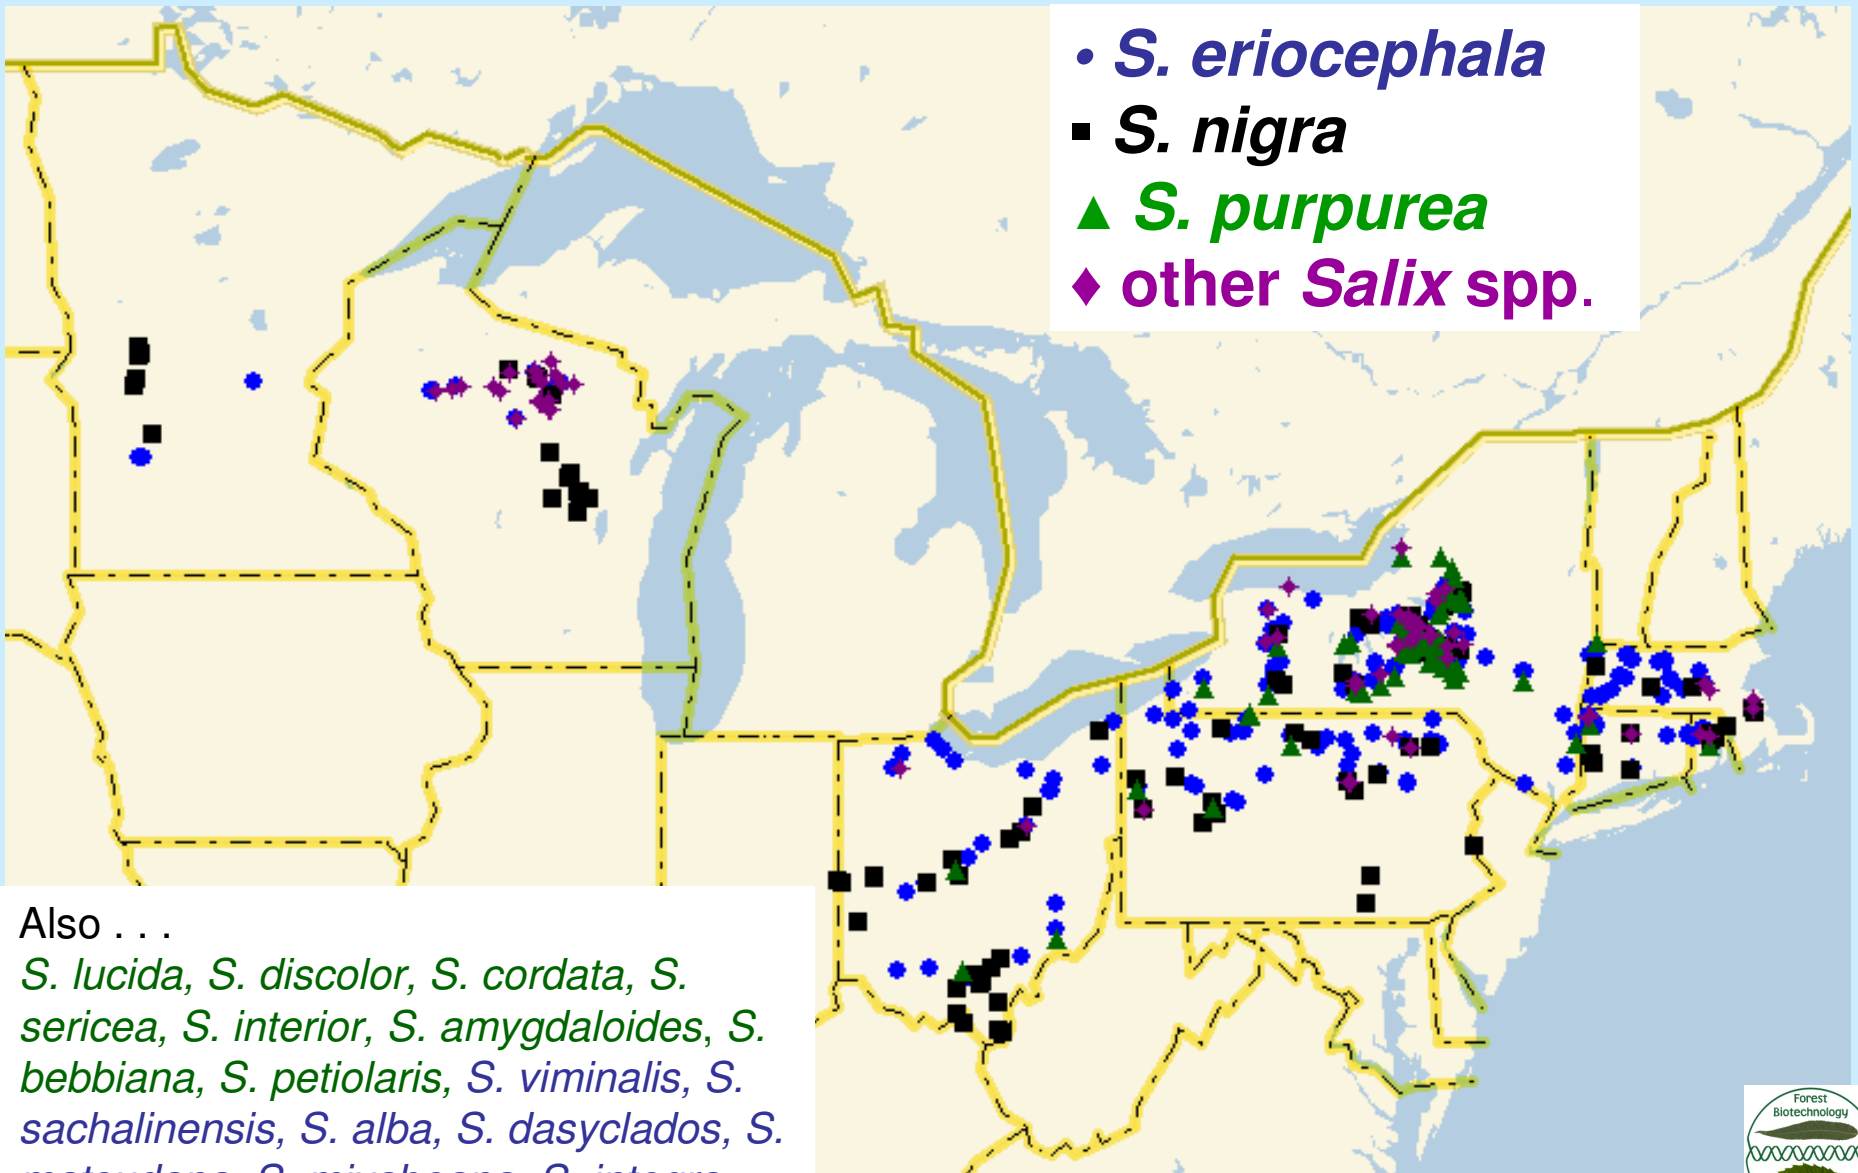 • S. eriocephala
■ S. nigra
▲ S. purpurea
♦ other Salix spp.
Also . . .
S. lucida, S. discolor, S. cordata, S.
sericea, S. interior, S. amygdaloides, S.
bebbiana, S. petiolaris, S. viminalis, S.
sachalinensis, S. alba, S. dasyclados, S.
Forest
Biotechnology